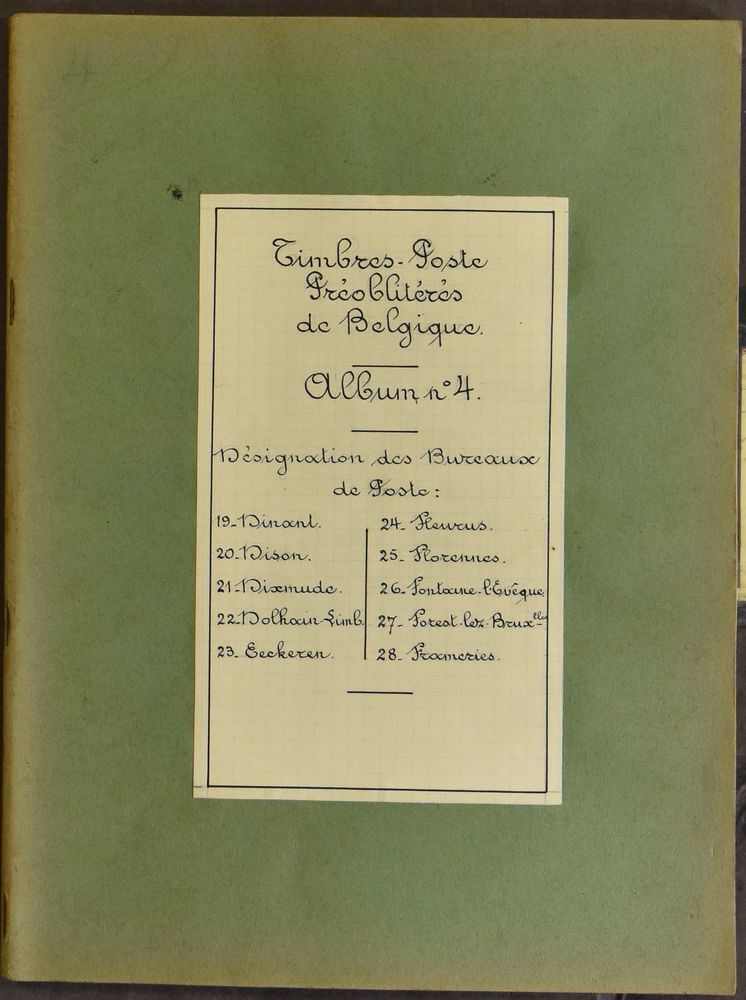 4
Timbres-Poste
Préoblitérés
de Belgique.
Album n° 4.
Désignation des Bureaux
de Poste:
19-Dinant.
20-Dison.
21-Dixmude.
22-Dolhain-Limb.
23-Eeckeren.
24-Fleurus.
25-Florennes.
26-Fontaine-l'Evêque.
27-Forest-lez-Brux^lles
28-Frameries.